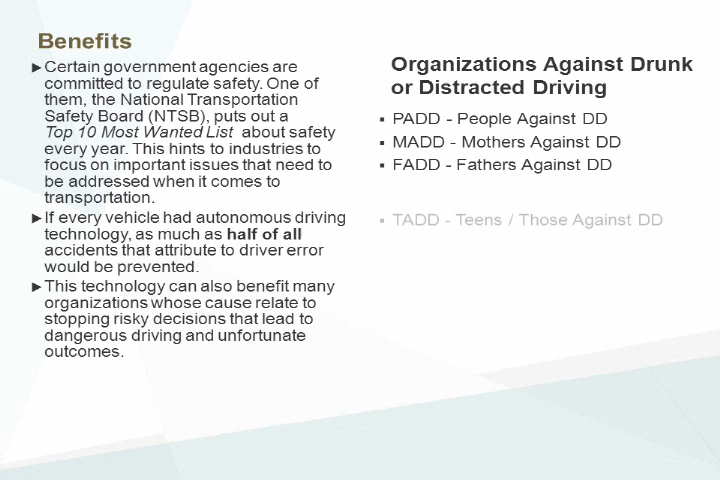 Benefits
►Certain government agencies are
committed to regulate safety. One of
them, the National Transportation
Safety Board (NTSB), puts out a
Top 10 Most Wanted List about safety
every year. This hints to industries to
focus on important issues that need to
be addressed when it comes to
transportation.
►If every vehicle had autonomous driving
technology, as much as half of all
accidents that attribute to driver error
would be prevented.
►This technology can also benefit many
organizations whose cause relate to
stopping risky decisions that lead to
dangerous driving and unfortunate
outcomes.
Organizations Against Drunk
or Distracted Driving
▪ PADD - People Against DD
▪ MADD - Mothers Against DD
▪ FADD - Fathers Against DD
▪ TADD - Teens / Those Against DD